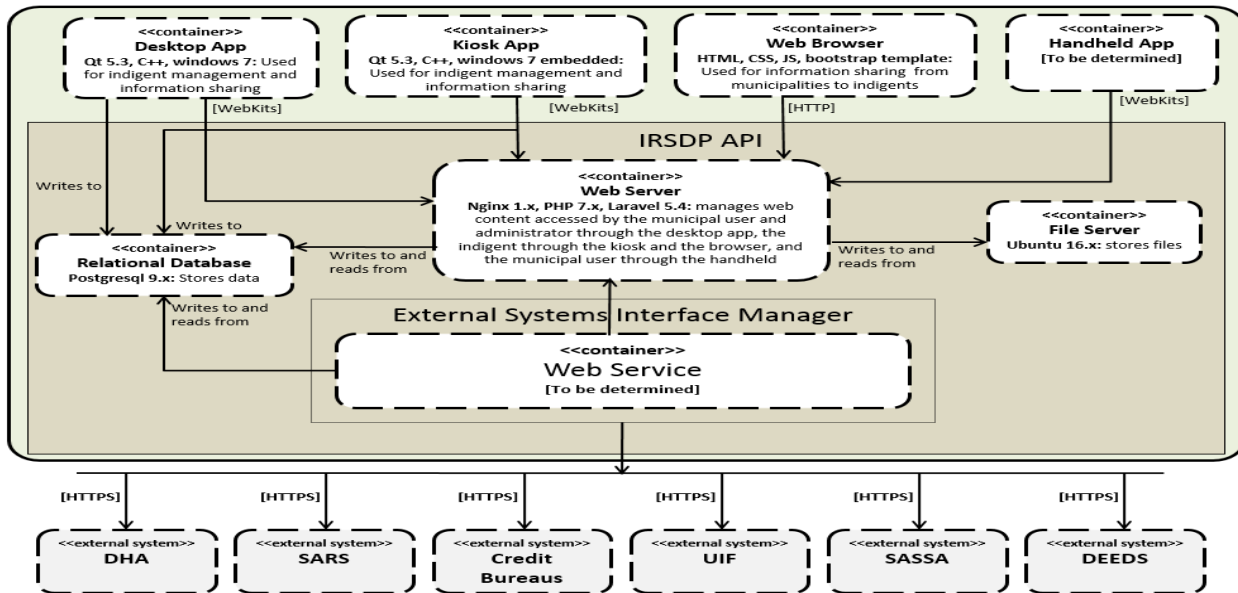 <<container>>
Desktop App
Qt 5.3, C++, windows 7: Used
for indigent management and
information sharing
<<container>>
Kiosk App
Qt 5.3, C++, windows 7 embedded:
Used for indigent management and
information sharing
<<container>>
Web Browser
HTML, CSS, JS, bootstrap template:
Used for information sharing from
municipalities to indigents
<<container>>
Handheld App
[To be determined]
[WebKits]
[WebKits]
[HTTP]
[WebKits]
IRSDP API
<<container>>
Web Server
Nginx 1.x, PHP 7.x, Laravel 5.4: manages web
content accessed by the municipal user and
administrator through the desktop app, the
indigent through the kiosk and the browser, and
the municipal user through the handheld
Writes to
Writes to
<<container>>
Relational Database
Postgresql 9.x: Stores data
Writes to and
reads from
Writes to and
reads from
<<container>>
File Server
Ubuntu 16.x: stores files
Writes to and
reads from
External Systems Interface Manager
<<container>>
Web Service
[To be determined]
[HTTPS]
[HTTPS]
[HTTPS]
[HTTPS]
[HTTPS]
[HTTPS]
<<external system>>
DHA
<<external system>>
SARS
<<external system>>
Credit
Bureaus
<<external system>>
UIF
<<external system>>
SASSA
<<external system>>
DEEDS